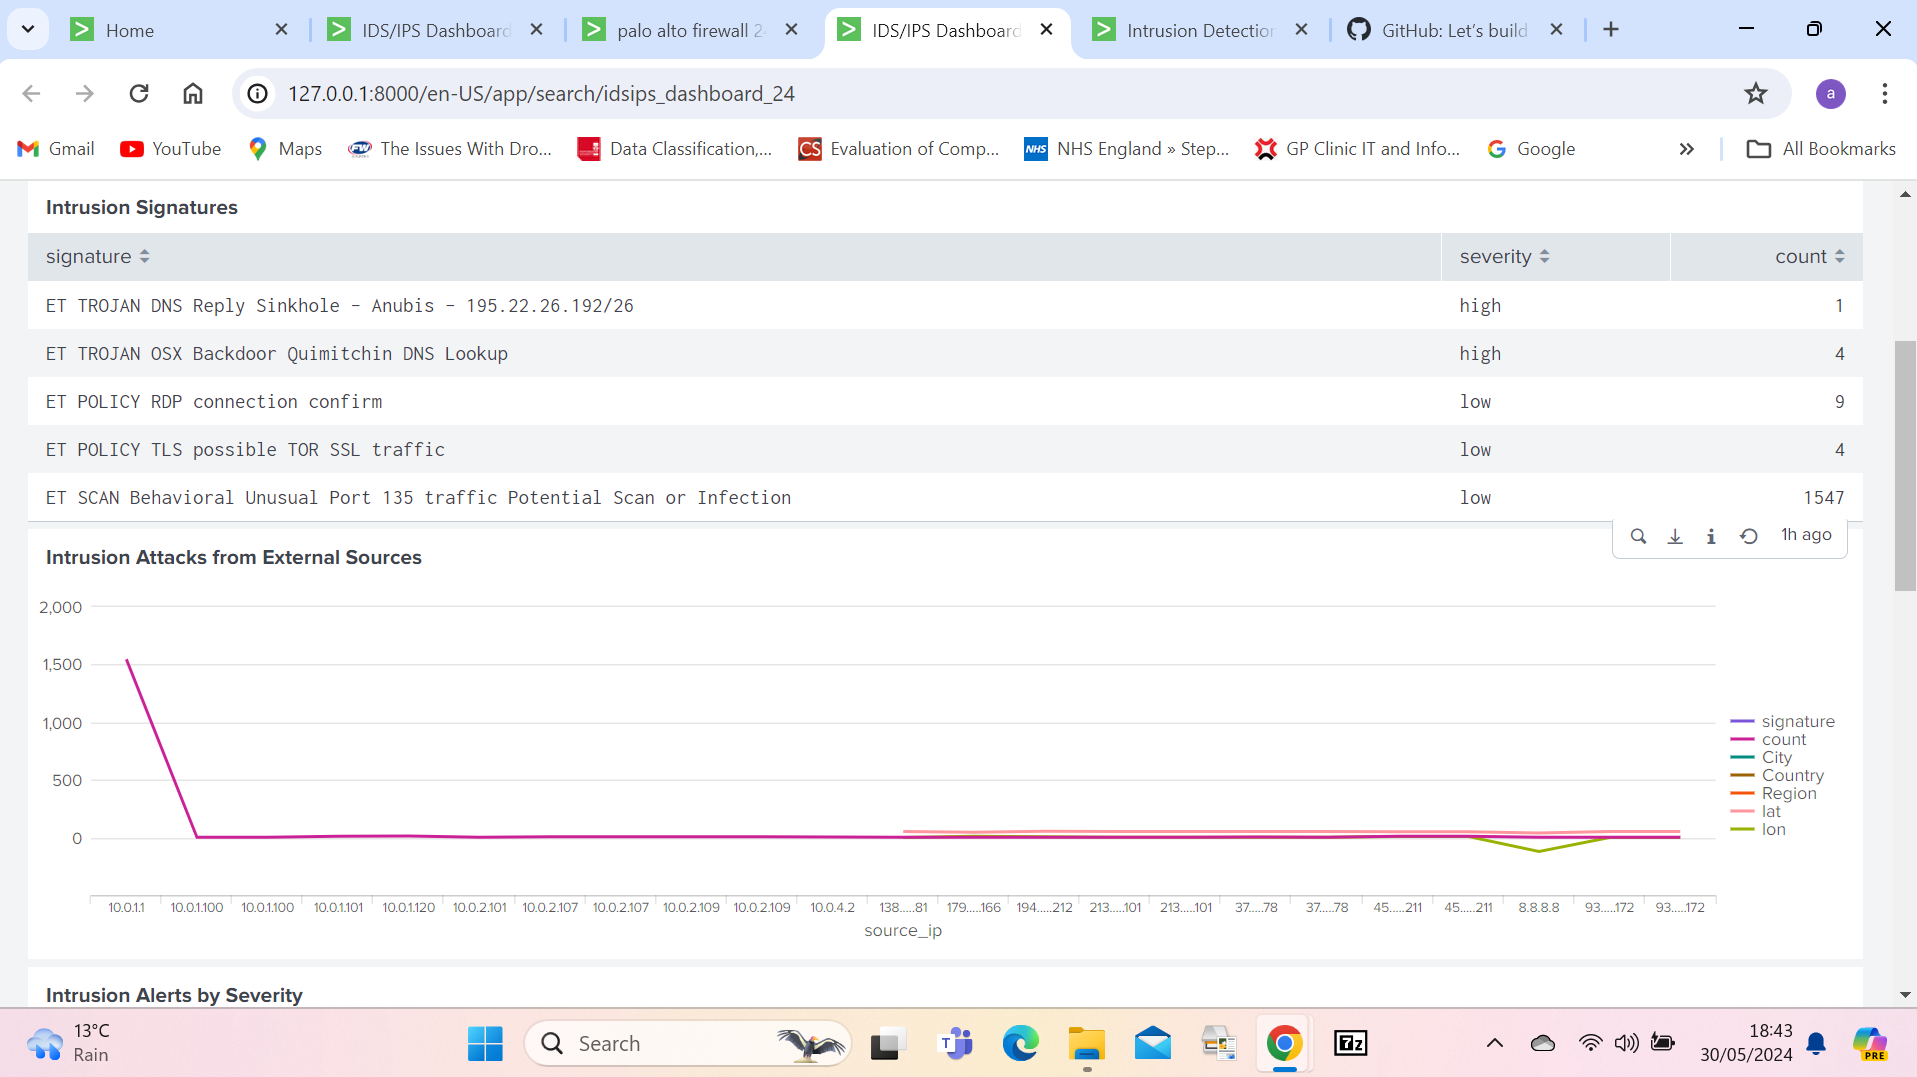 Home
IDS/IPS Dashboard
palo alto firewall 2
IDS/IPS Dashboard
Intrusion Detection
GitHub: Let's build
127.0.0.1:8000/en-US/app/search/idsips_dashboard_24
a
Gmail
YouTube
Maps
FW
The Issues With Dro...
Data Classification,...
CS
Evaluation of Comp...
NHS
NHS England » Step...
GP Clinic IT and Info...
Google
All Bookmarks
Intrusion Signatures
signature severity count
ET TROJAN DNS Reply Sinkhole - Anubis - 195.22.26.192/26 high 1
ET TROJAN OSX Backdoor Quimitchin DNS Lookup high 4
ET POLICY RDP connection confirm low 9
ET POLICY TLS possible TOR SSL traffic low 4
ET SCAN Behavioral Unusual Port 135 traffic Potential Scan or Infection low 1547
1h ago
Intrusion Attacks from External Sources
2,000
1,500
1,000
500
0
signature
count
City
Country
Region
lat
lon
10.0.1.1 10.0.1.100 10.0.1.100 10.0.1.101 10.0.1.120 10.0.2.101 10.0.2.107 10.0.2.107 10.0.2.109 10.0.2.109 10.0.4.2 138.....81 179.....166 194.....212 213.....101 213.....101 37.....78 37.....78 45.....211 45.....211 8.8.8.8 93.....172 93.....172
source_ip
Intrusion Alerts by Severity
13°C
Rain
Search
T
7z
18:43
30/05/2024
PRE